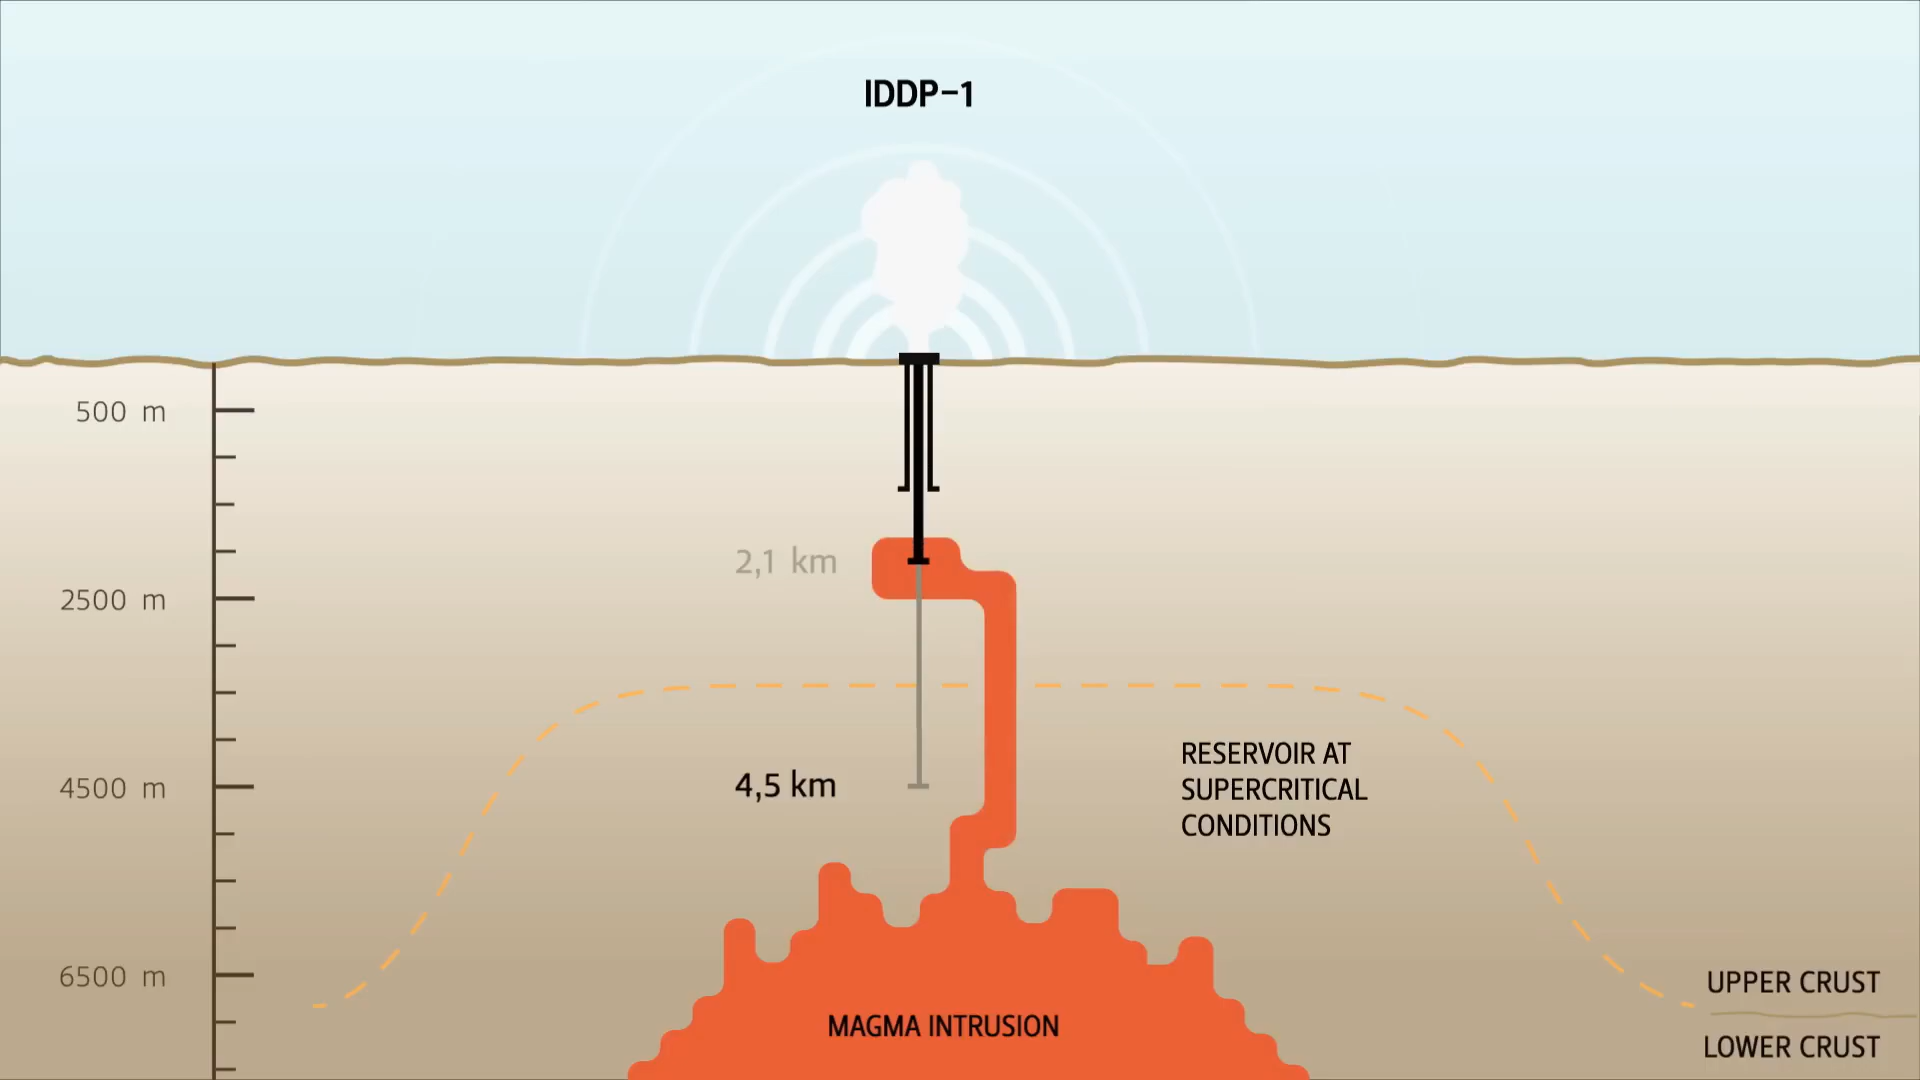 IDDP-1
500 m
2,1 km
2500 m
RESERVOIR AT
SUPERCRITICAL
CONDITIONS
4500 m
4,5 km
6500 m
UPPER CRUST
MAGMA INTRUSION
LOWER CRUST